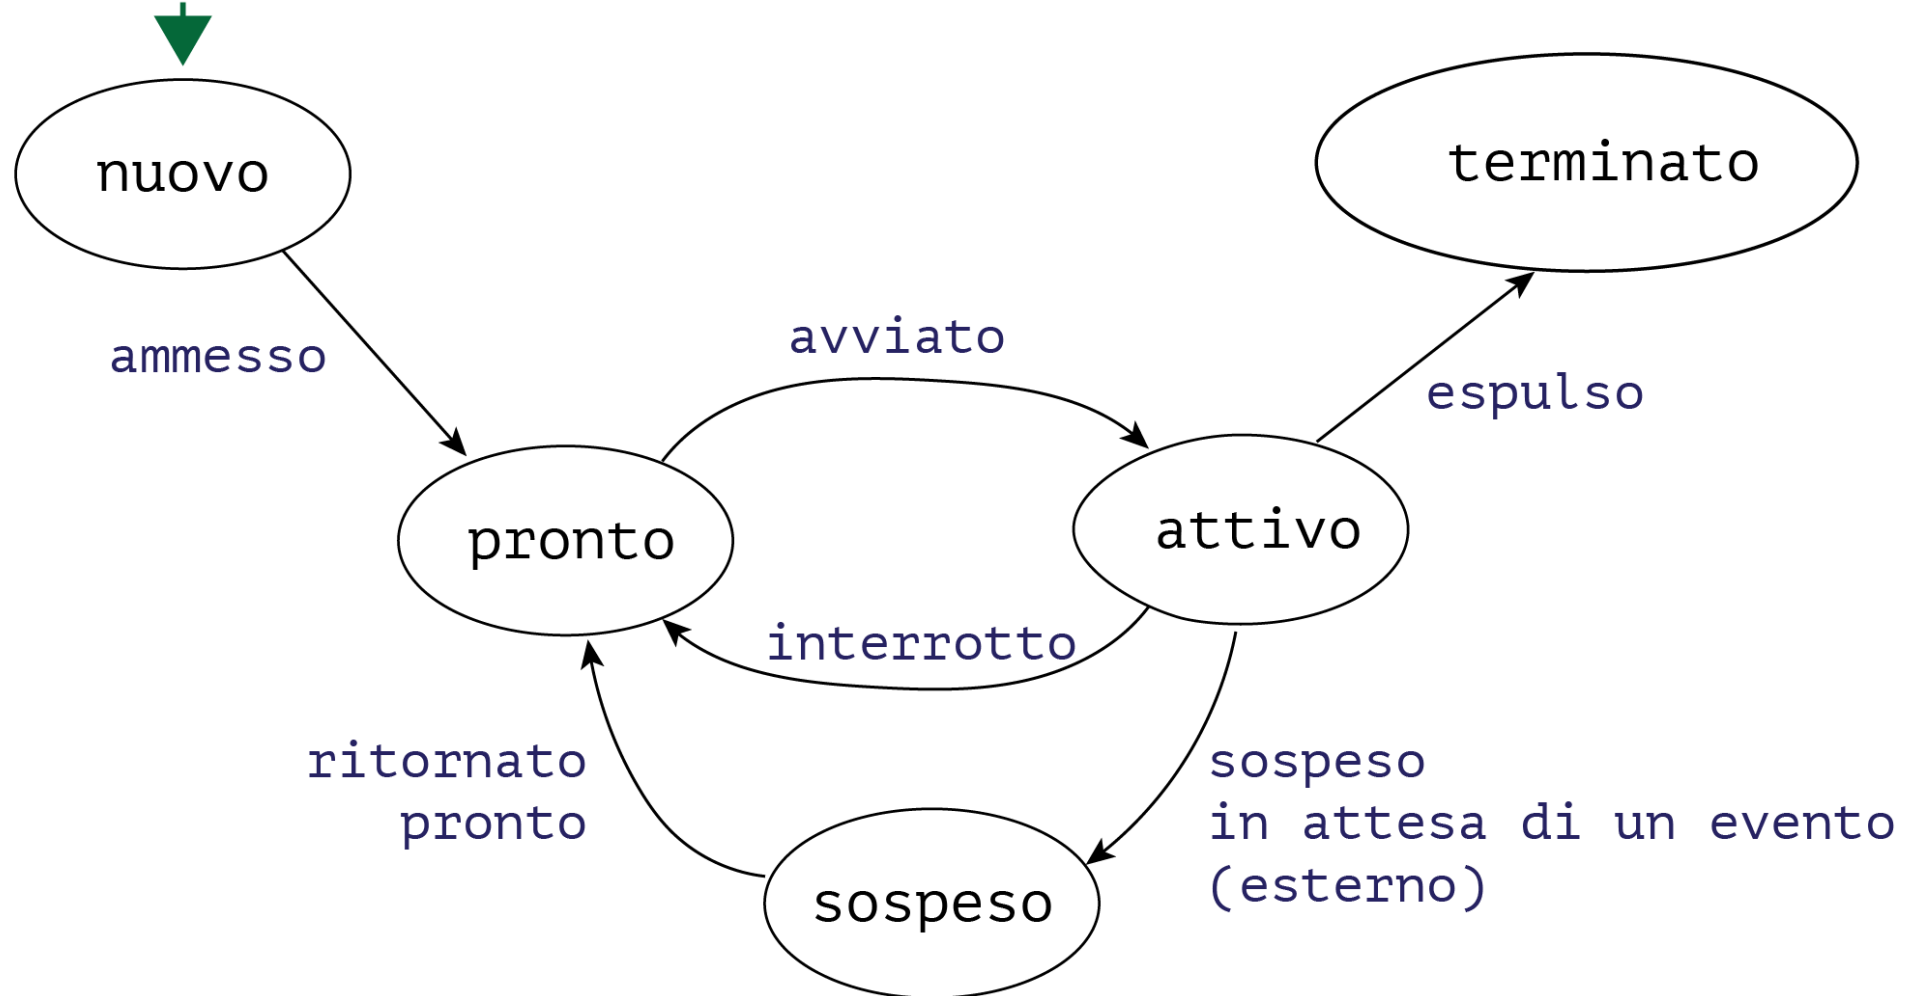 nuovo
terminato
ammesso
avviato
espulso
pronto
attivo
interrotto
ritornato
pronto
sospeso
in attesa di un evento
(esterno)
sospeso